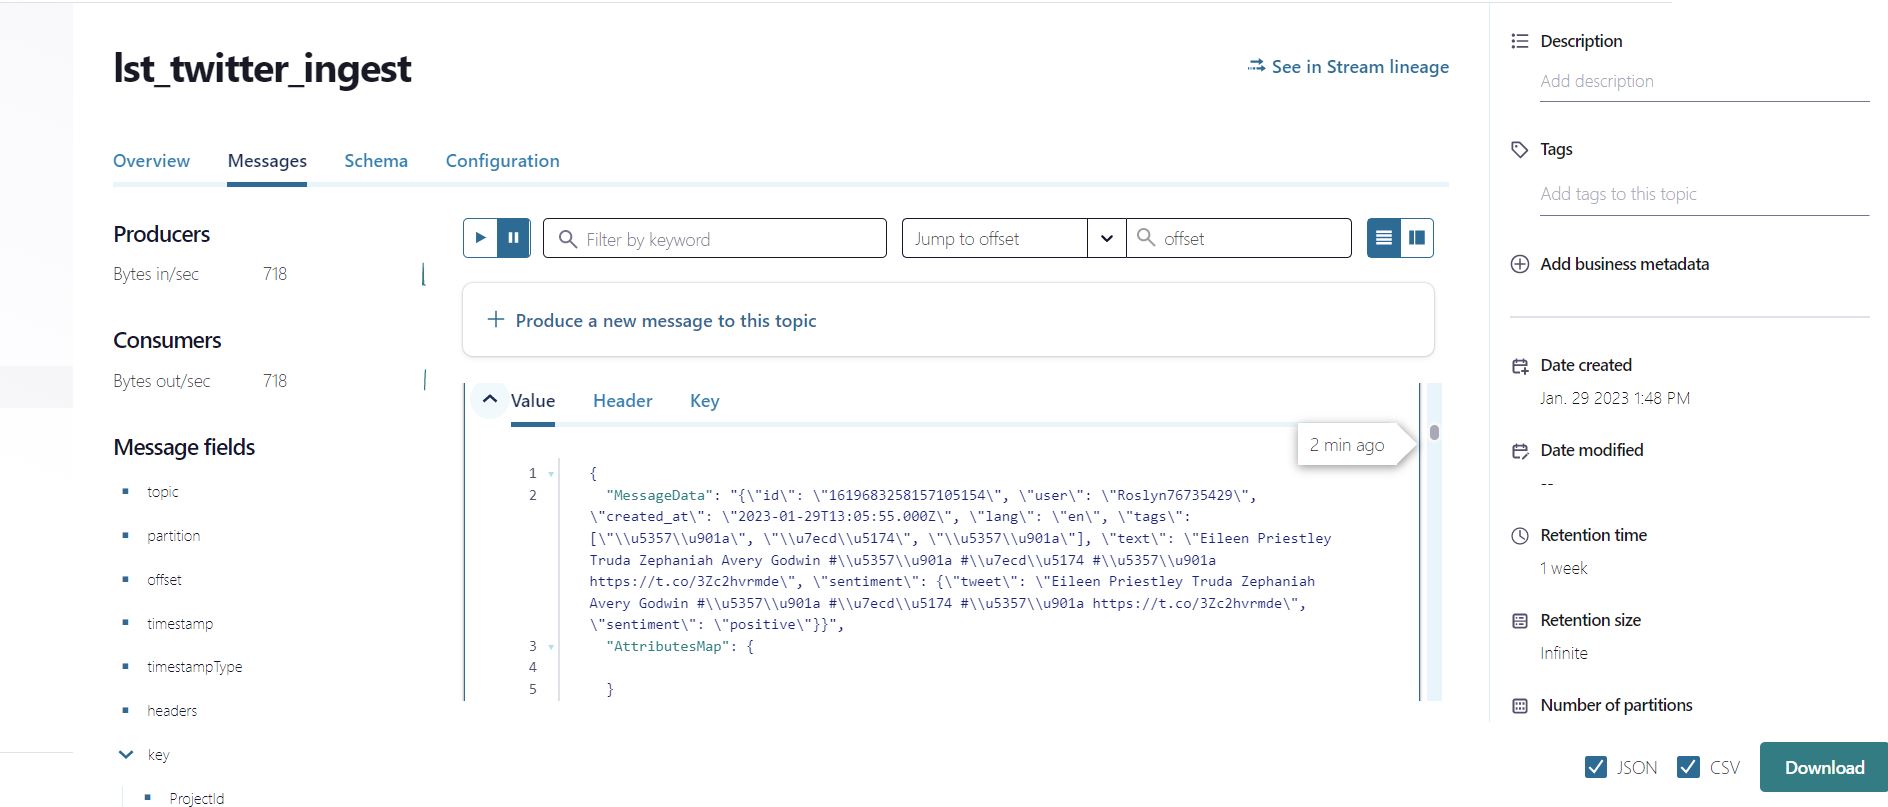 lst_twitter_ingest
See in Stream lineage
Overview Messages Schema Configuration
Producers
Bytes in/sec 718
Consumers
Bytes out/sec 718
Message fields
topic
partition
offset
timestamp
timestampType
headers
key
ProjectId
Filter by keyword
Jump to offset
offset
Produce a new message to this topic
Value Header Key
2 min ago
1 {
2 "MessageData": "{\"id\": \"1619683258157105154\", \"user\": \"Roslyn76735429\",
\"created_at\": \"2023-01-29T13:05:55.000Z\", \"lang\": \"en\", \"tags\":
[\"\\u5357\\u901a\", \"\\u7ecd\\u5174\", \"\\u5357\\u901a\"], \"text\": \"Eileen Priestley
Truda Zephaniah Avery Godwin #\\u5357\\u901a #\\u7ecd\\u5174 #\\u5357\\u901a
https://t.co/3Zc2hvrmde\", \"sentiment\": {\"tweet\": \"Eileen Priestley Truda Zephaniah
Avery Godwin #\\u5357\\u901a #\\u7ecd\\u5174 #\\u5357\\u901a https://t.co/3Zc2hvrmde\",
\"sentiment\": \"positive\"}}",
3 "AttributesMap": {
4
5 }
Description
Add description
Tags
Add tags to this topic
Add business metadata
Date created
Jan. 29 2023 1:48 PM
Date modified
--
Retention time
1 week
Retention size
Infinite
Number of partitions
JSON CSV Download